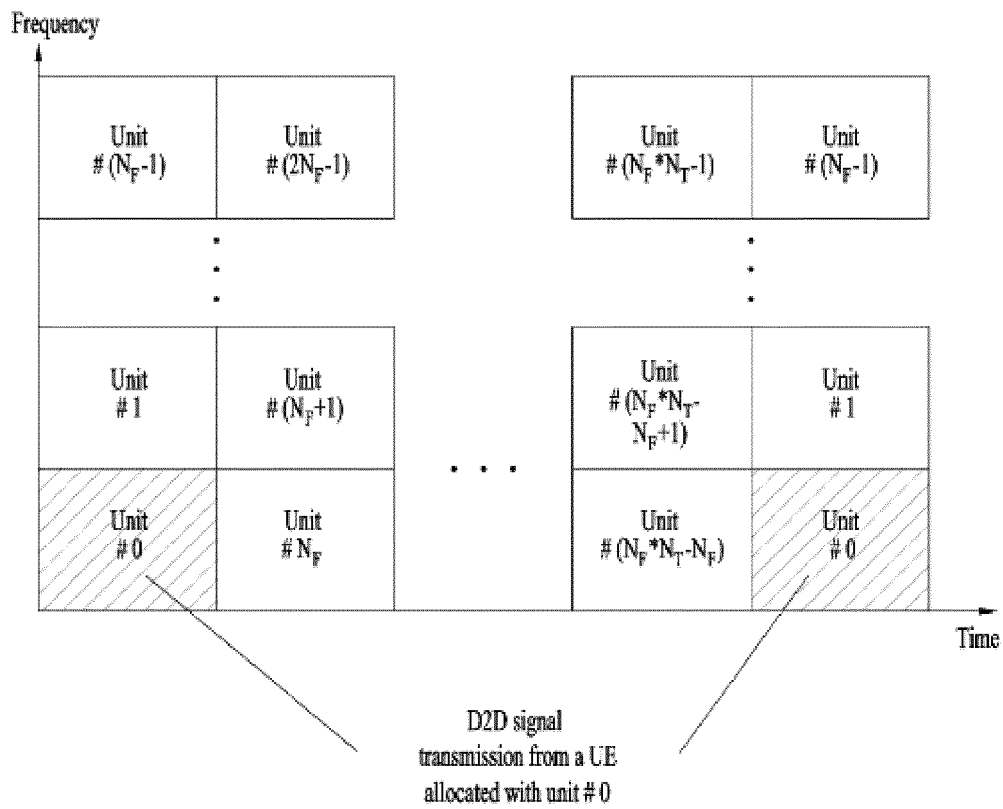 Frequency
Unit
# (N_F-1)
Unit
# (2N_F-1)
Unit
# (N_F*N_T-1)
Unit
# (N_F-1)
Unit
# 1
Unit
# (N_F+1)
Unit
# (N_F*N_T-
N_F+1)
Unit
# 1
Unit
# 0
Unit
# N_F
Unit
# (N_F*N_T-N_F)
Unit
# 0
Time
D2D signal
transmission from a UE
allocated with unit # 0